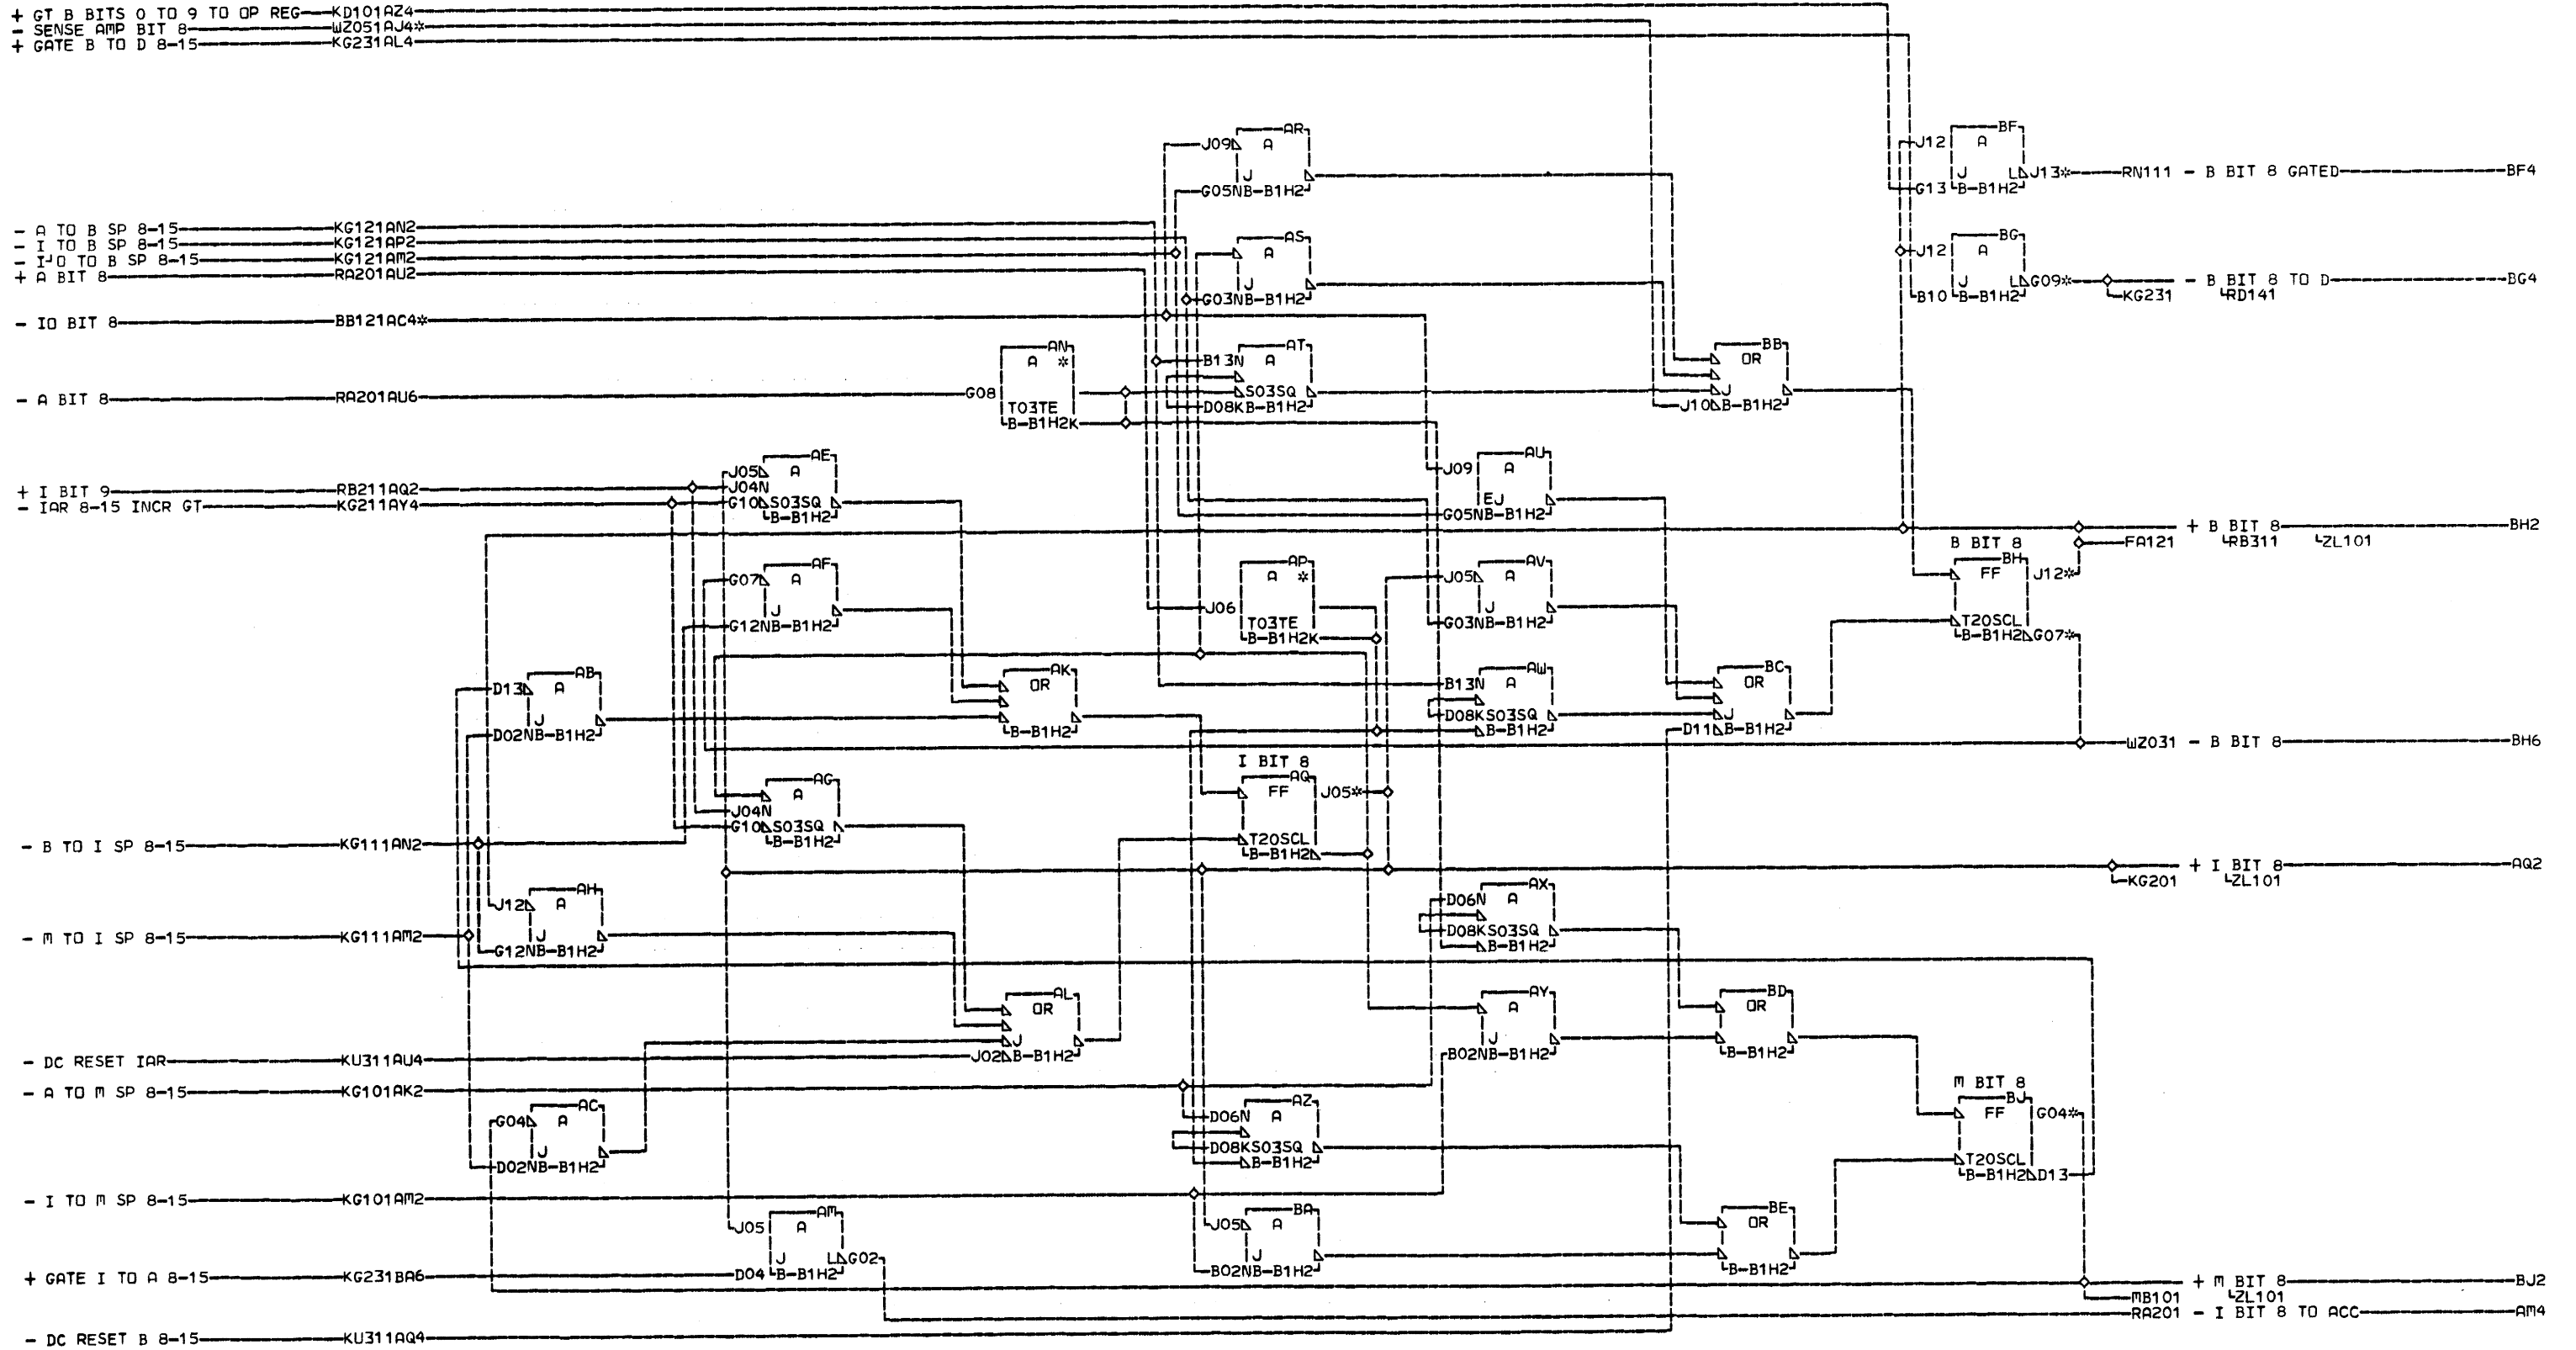 + GT B BITS 0 TO 9 TO OP REG KD101AZ4
- SENSE AMP BIT 8 WZ051AJ4*
+ GATE B TO D 8-15 KG231AL4
AR
J09 A
J
G05NB-B1H2
BF
J12 A
J L J13* RN111 - B BIT 8 GATED BF4
G13 B-B1H2
- A TO B SP 8-15 KG121AN2
- I TO B SP 8-15 KG121AP2
- I-O TO B SP 8-15 KG121AM2
+ A BIT 8 RA201AU2
AS
A
J
G03NB-B1H2
BG
J12 A
J L G09* - B BIT 8 TO D BG4
B10 B-B1H2 KG231 RD141
- IO BIT 8 BB121AC4*
AN
A *
T03TE
B-B1H2K
- A BIT 8 RA201AU6 G08
AT
B13N A
S03SQ
D08KB-B1H2
BB
OR
J
J10 B-B1H2
AE
J05 A
J04N
G10 S03SQ
B-B1H2
+ I BIT 9 RB211AQ2
- IAR 8-15 INCR GT KG211AY4
AU
J09 A
EJ
G05NB-B1H2
+ B BIT 8 BH2
FA121 RB311 ZL101
B BIT 8
BH
FF J12*
T20SCL
B-B1H2 G07*
AF
G07 A
J
G12NB-B1H2
AP
A *
J06
T03TE
B-B1H2K
AV
J05 A
J
G03NB-B1H2
AB
D13 A
J
D02NB-B1H2
AK
OR
B-B1H2
AW
B13N A
D08KS03SQ
B-B1H2
BC
OR
J
D11 B-B1H2
WZ031 - B BIT 8 BH6
AG
A
J04N
G10 S03SQ
B-B1H2
I BIT 8
AQ
FF J05*
T20SCL
B-B1H2
- B TO I SP 8-15 KG111AN2
+ I BIT 8 AQ2
KG201 ZL101
AH
J12 A
J
G12NB-B1H2
- M TO I SP 8-15 KG111AM2
AX
D06N A
D08KS03SQ
B-B1H2
AL
OR
J
J02 B-B1H2
AY
A
J
B02NB-B1H2
BD
OR
B-B1H2
- DC RESET IAR KU311AU4
- A TO M SP 8-15 KG101AK2
AC
G04 A
J
D02NB-B1H2
AZ
D06N A
D08KS03SQ
B-B1H2
M BIT 8
BJ
FF G04*
T20SCL
B-B1H2 D13
- I TO M SP 8-15 KG101AM2
AM
J05 A
J L G02
D04 B-B1H2
BA
J05 A
J
B02NB-B1H2
BE
OR
B-B1H2
+ GATE I TO A 8-15 KG231BA6
+ M BIT 8 BJ2
MB101 ZL101
RA201 - I BIT 8 TO ACC AM4
- DC RESET B 8-15 KU311AQ4